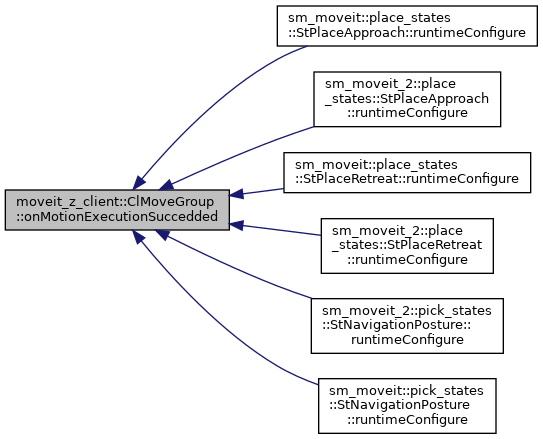 sm_moveit::place_states
::StPlaceApproach::runtimeConfigure
sm_moveit_2::place
_states::StPlaceApproach
::runtimeConfigure
sm_moveit::place_states
::StPlaceRetreat::runtimeConfigure
moveit_z_client::ClMoveGroup
::onMotionExecutionSuccedded
sm_moveit_2::place
_states::StPlaceRetreat
::runtimeConfigure
sm_moveit_2::pick_states
::StNavigationPosture::
runtimeConfigure
sm_moveit::pick_states
::StNavigationPosture
::runtimeConfigure